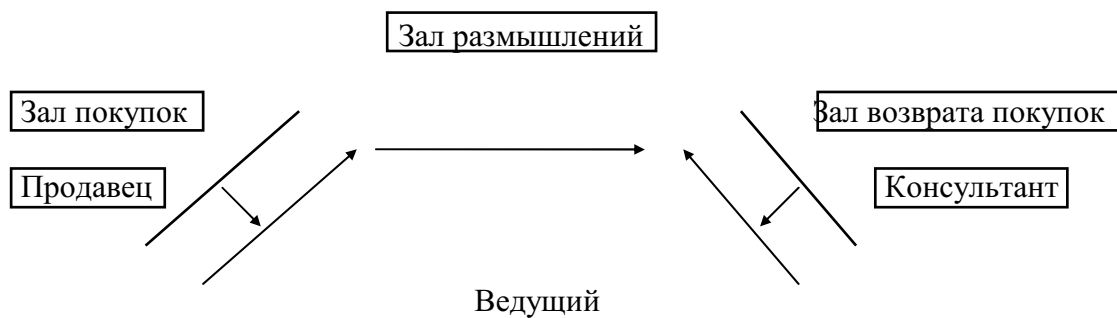 Зал размышлений
Зал покупок
Зал возврата покупок
Продавец
Консультант
Ведущий